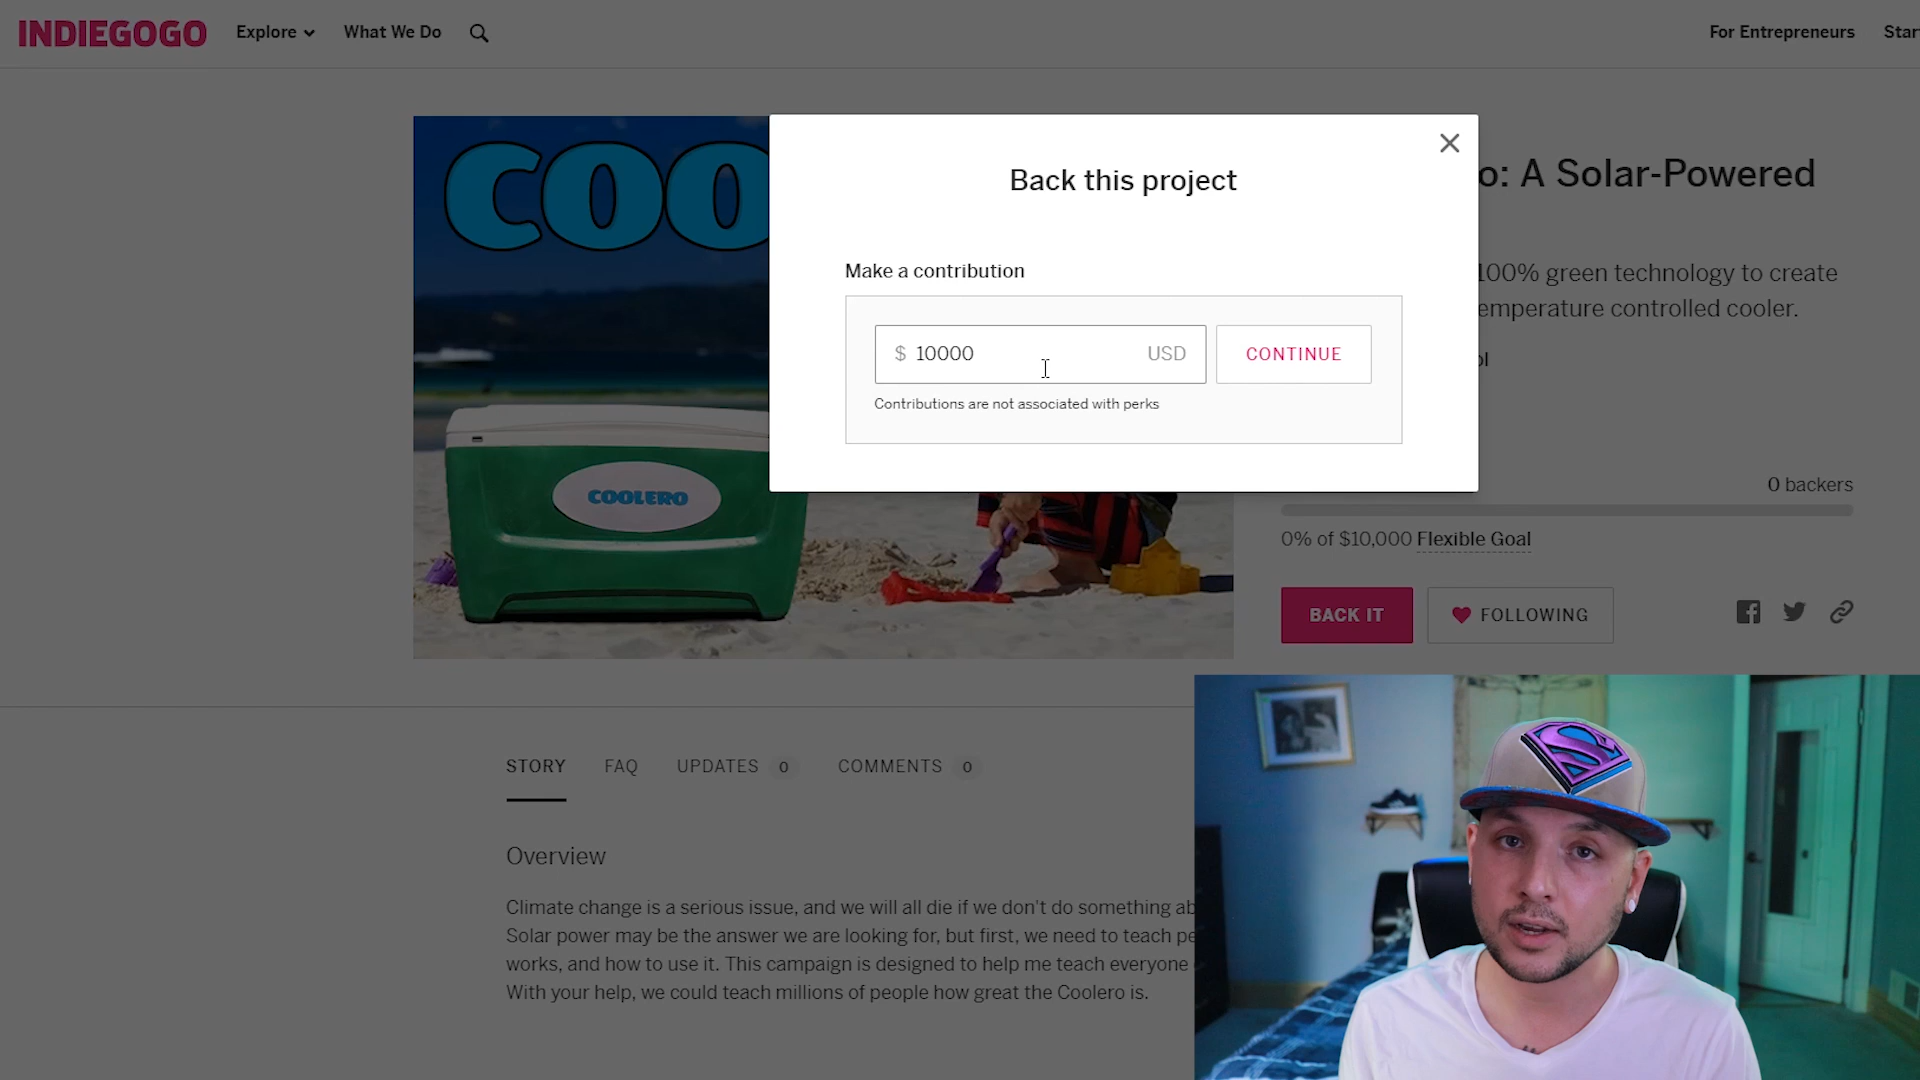 INDIEGOGO
Explore
What We Do
For Entrepreneurs
COO
COOLERO
Back this project
Make a contribution
$ 10000 USD
CONTINUE
Contributions are not associated with perks
o: A Solar-Powered
100% green technology to create
emperature controlled cooler.
ol
0 backers
0% of $10,000 Flexible Goal
BACK IT
FOLLOWING
STORY
FAQ
UPDATES 0
COMMENTS 0
Overview
Climate change is a serious issue, and we will all die if we don't do something ab
Solar power may be the answer we are looking for, but first, we need to teach pe
works, and how to use it. This campaign is designed to help me teach everyone
With your help, we could teach millions of people how great the Coolero is.